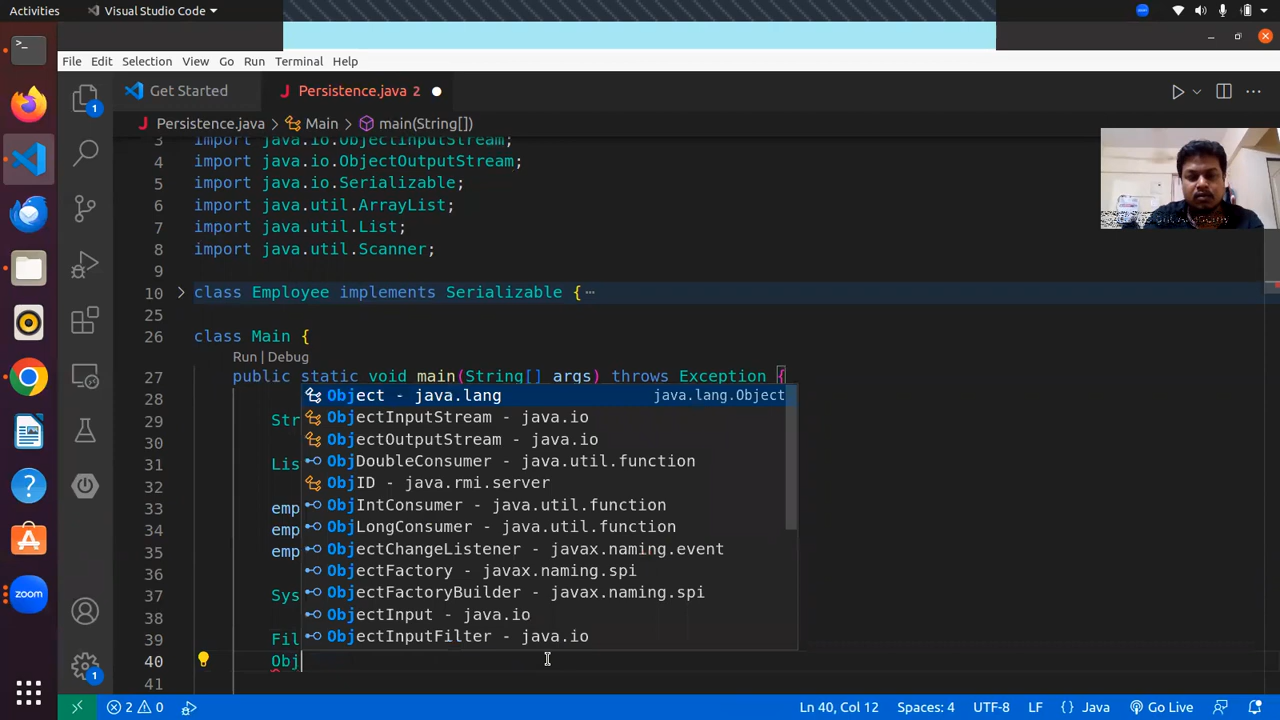 Activities
Visual Studio Code
File Edit Selection View Go Run Terminal Help
Get Started
Persistence.java 2
Persistence.java > Main > main(String[])
3 import java.io.ObjectInputStream;
4 import java.io.ObjectOutputStream;
5 import java.io.Serializable;
6 import java.util.ArrayList;
7 import java.util.List;
8 import java.util.Scanner;
9
10 class Employee implements Serializable { ⋯
25
26 class Main {
Run | Debug
27 public static void main(String[] args) throws Exception {
28
29 Str
30
31 Lis
32
33 emp
34 emp
35 emp
36
37 Sys
38
39 Fil
40 Obj
41
Object - java.lang java.lang.Object
ObjectInputStream - java.io
ObjectOutputStream - java.io
ObjDoubleConsumer - java.util.function
ObjID - java.rmi.server
ObjIntConsumer - java.util.function
ObjLongConsumer - java.util.function
ObjectChangeListener - javax.naming.event
ObjectFactory - javax.naming.spi
ObjectFactoryBuilder - javax.naming.spi
ObjectInput - java.io
ObjectInputFilter - java.io
1
1
zoom
2 0
Ln 40, Col 12 Spaces: 4 UTF-8 LF {} Java Go Live